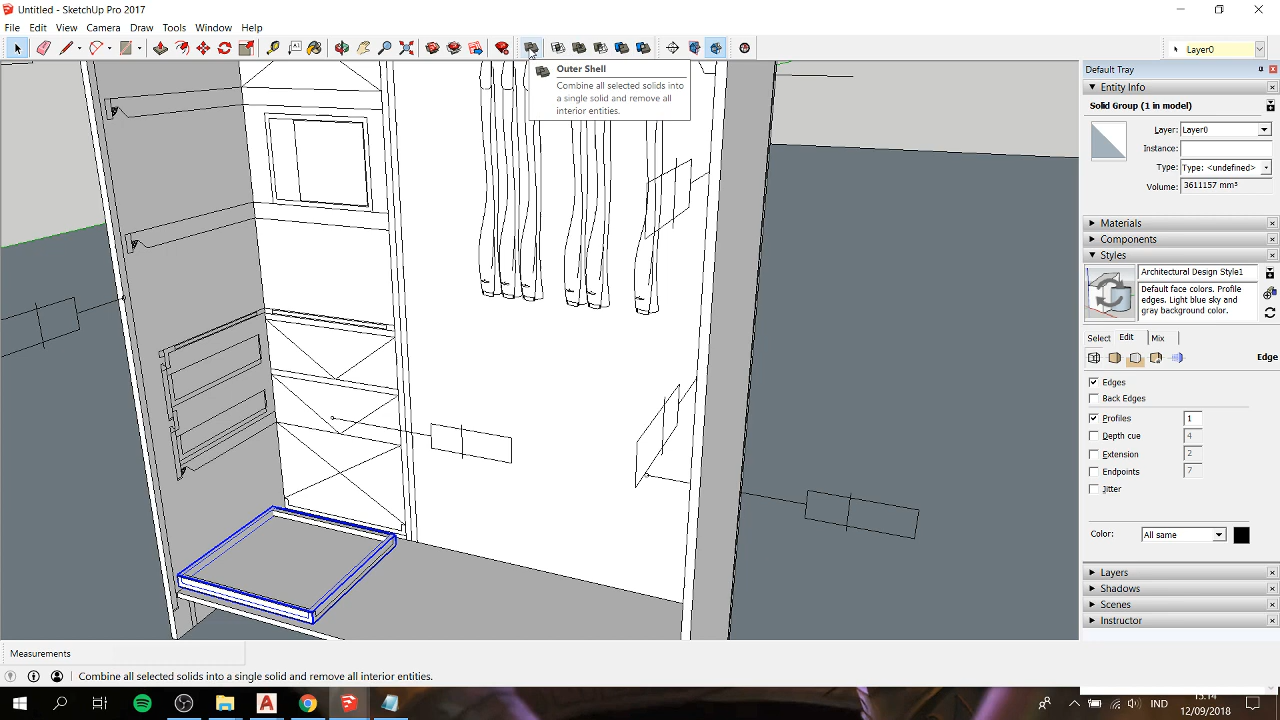 Untitled - SketchUp Pro 2017
File Edit View Camera Draw Tools Window Help
Layer0
Outer Shell
Combine all selected solids into
a single solid and remove all
interior entities.
Default Tray
Entity Info
Solid Group (1 in model)
Layer: Layer0
Instance:
Type: Type: <undefined>
Volume: 3611157 mm³
Materials
Components
Styles
Architectural Design Style1
Default face colors. Profile
edges. Light blue sky and
gray background color.
Select Edit Mix
Edge
Edges
Back Edges
Profiles 1
Depth cue 4
Extension 2
Endpoints 7
Jitter
Color: All same
Layers
Shadows
Scenes
Instructor
Measurements
Combine all selected solids into a single solid and remove all interior entities.
IND
15:14
12/09/2018